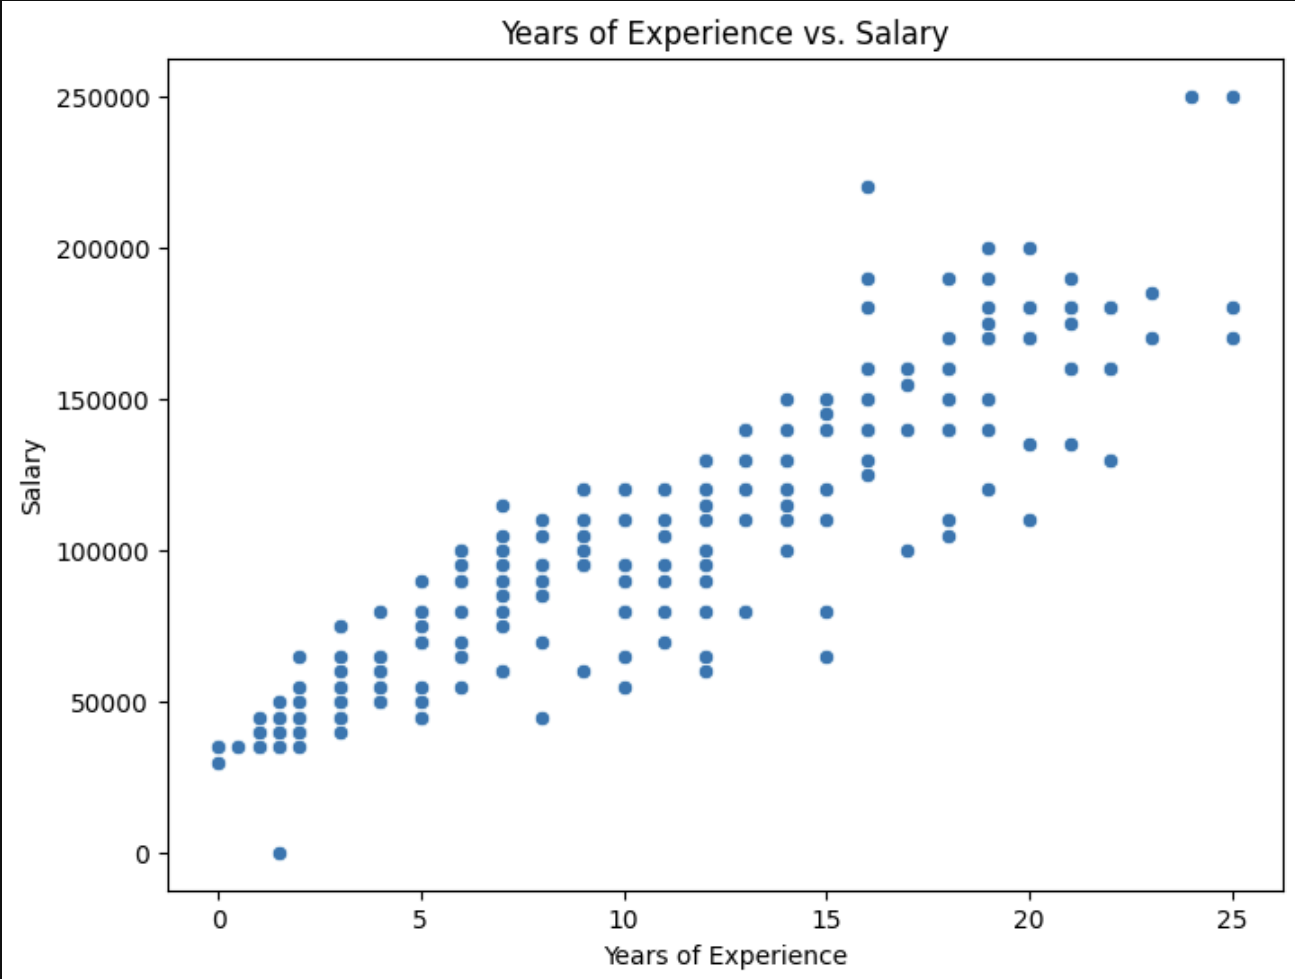 Years of Experience vs. Salary
250000
200000
150000
100000
50000
0
Salary
0 5 10 15 20 25
Years of Experience